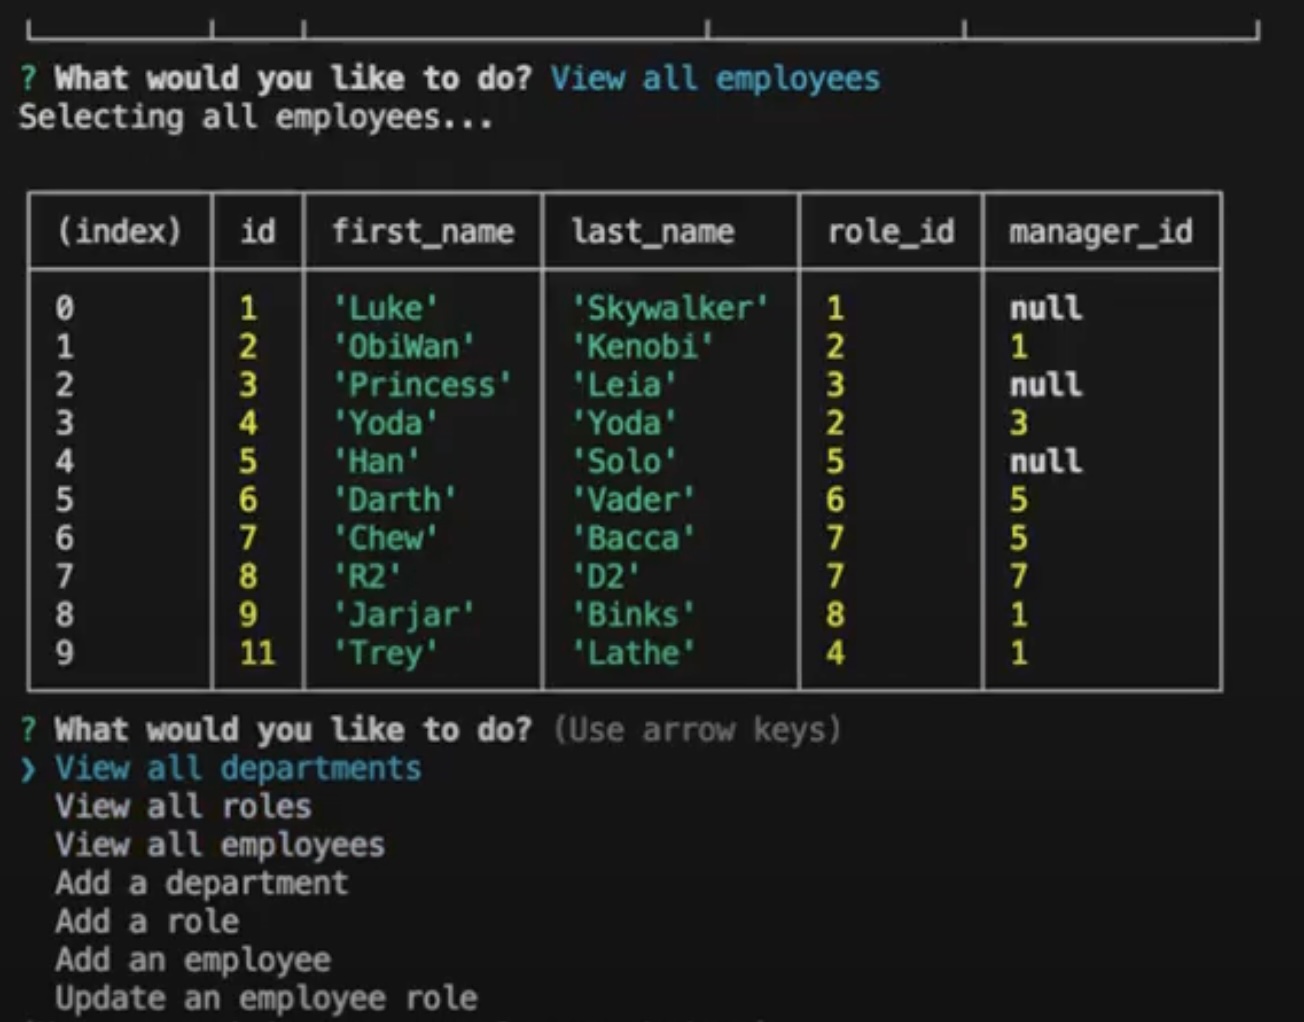 ? What would you like to do? View all employees
Selecting all employees...
(index) id first_name last_name role_id manager_id
0 1 'Luke' 'Skywalker' 1 null
1 2 'ObiWan' 'Kenobi' 2 1
2 3 'Princess' 'Leia' 3 null
3 4 'Yoda' 'Yoda' 2 3
4 5 'Han' 'Solo' 5 null
5 6 'Darth' 'Vader' 6 5
6 7 'Chew' 'Bacca' 7 5
7 8 'R2' 'D2' 7 7
8 9 'Jarjar' 'Binks' 8 1
9 11 'Trey' 'Lathe' 4 1
? What would you like to do? (Use arrow keys)
❯ View all departments
View all roles
View all employees
Add a department
Add a role
Add an employee
Update an employee role